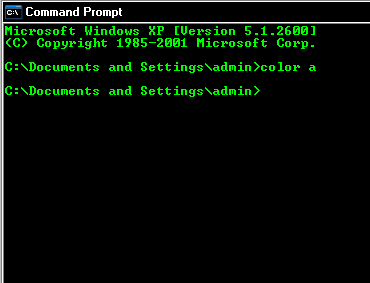 C:\ Command Prompt
Microsoft Windows XP [Version 5.1.2600]
(C) Copyright 1985-2001 Microsoft Corp.
C:\Documents and Settings\admin>color a
C:\Documents and Settings\admin>